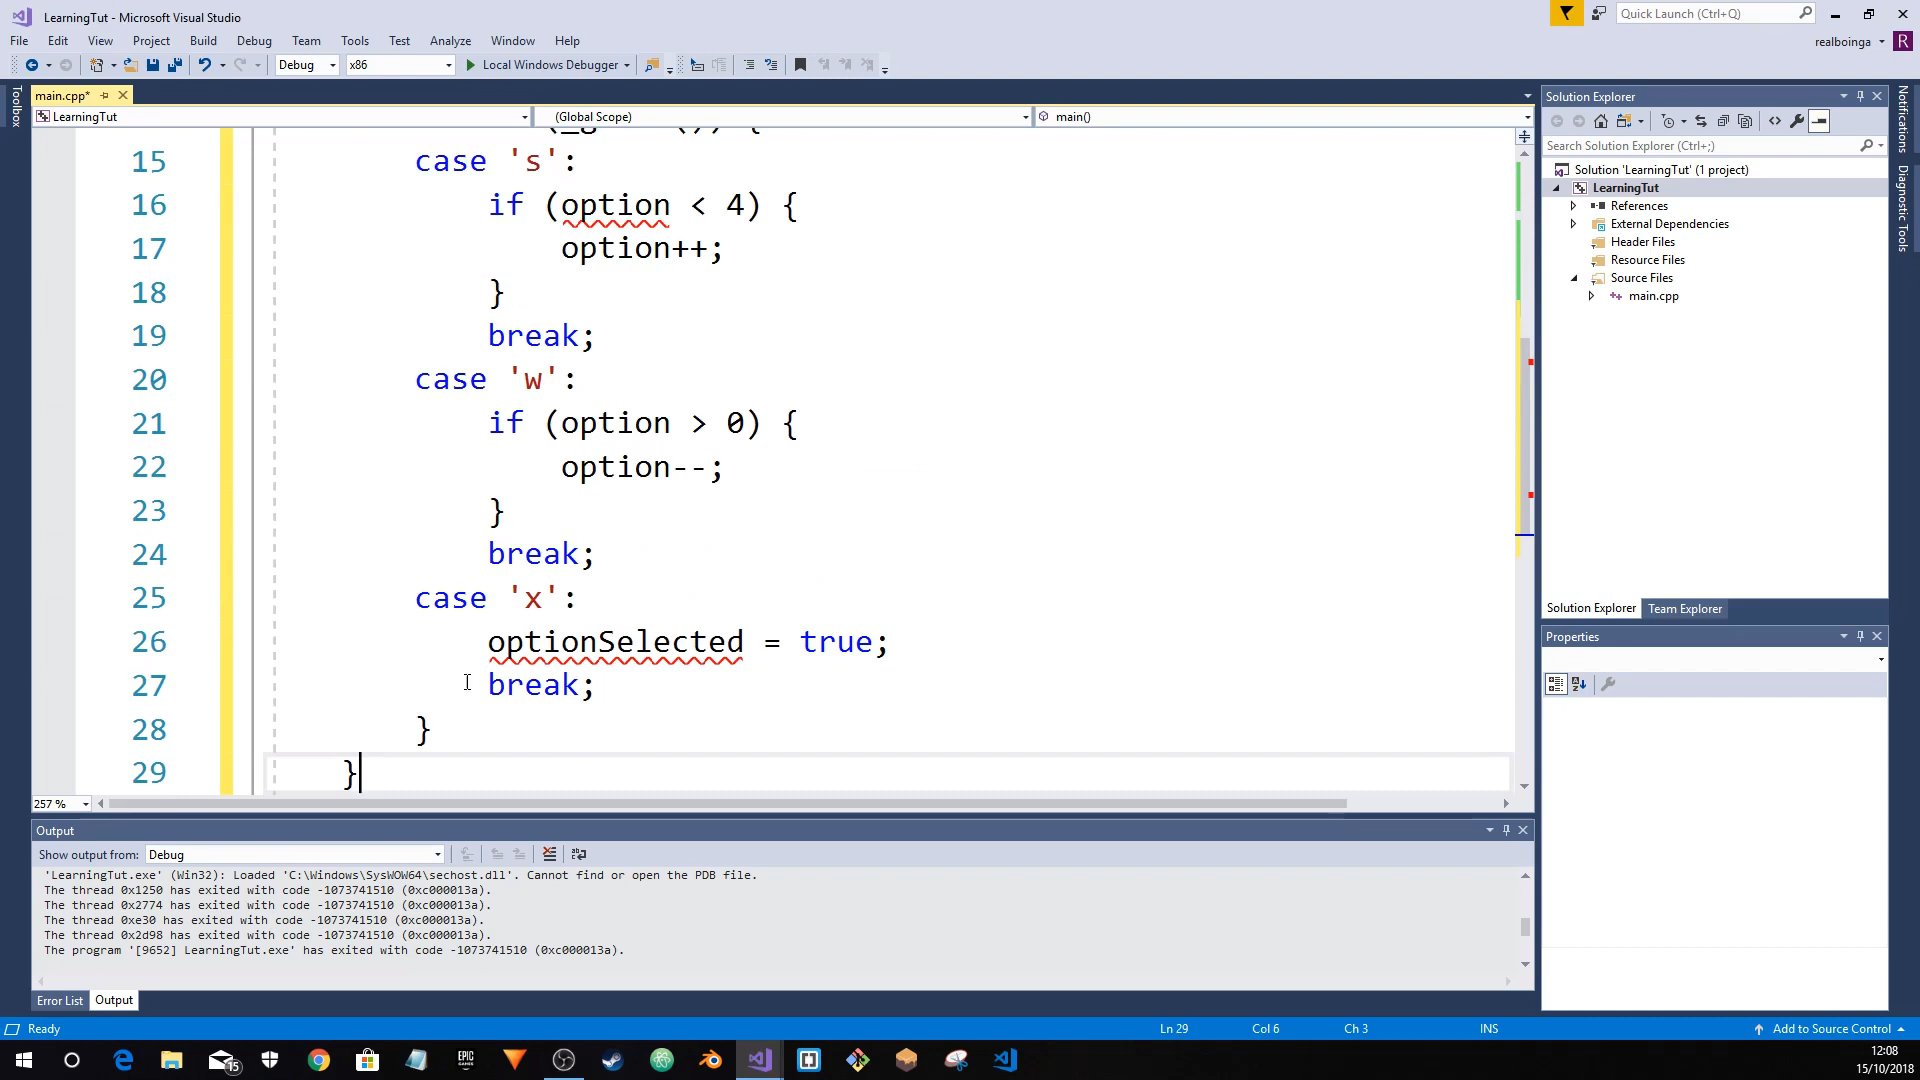 LearningTut - Microsoft Visual Studio
Quick Launch (Ctrl+Q)
File Edit View Project Build Debug Team Tools Test Analyze Window Help
realboinga R
Debug x86 Local Windows Debugger
Toolbox
main.cpp*
LearningTut (Global Scope) main()
15 case 's':
16 if (option < 4) {
17 option++;
18 }
19 break;
20 case 'w':
21 if (option > 0) {
22 option--;
23 }
24 break;
25 case 'x':
26 optionSelected = true;
27 break;
28 }
29 }
257 %
Output
Show output from: Debug
'LearningTut.exe' (Win32): Loaded 'C:\Windows\SysWOW64\sechost.dll'. Cannot find or open the PDB file.
The thread 0x1250 has exited with code -1073741510 (0xc000013a).
The thread 0x2774 has exited with code -1073741510 (0xc000013a).
The thread 0xe30 has exited with code -1073741510 (0xc000013a).
The thread 0x2d98 has exited with code -1073741510 (0xc000013a).
The program '[9652] LearningTut.exe' has exited with code -1073741510 (0xc000013a).
Error List Output
Solution Explorer
Search Solution Explorer (Ctrl+;)
Solution 'LearningTut' (1 project)
LearningTut
References
External Dependencies
Header Files
Resource Files
Source Files
main.cpp
Solution Explorer Team Explorer
Properties
Notifications
Diagnostic Tools
Ready Ln 29 Col 6 Ch 3 INS Add to Source Control
15
EPIC GAMES
12:08
15/10/2018